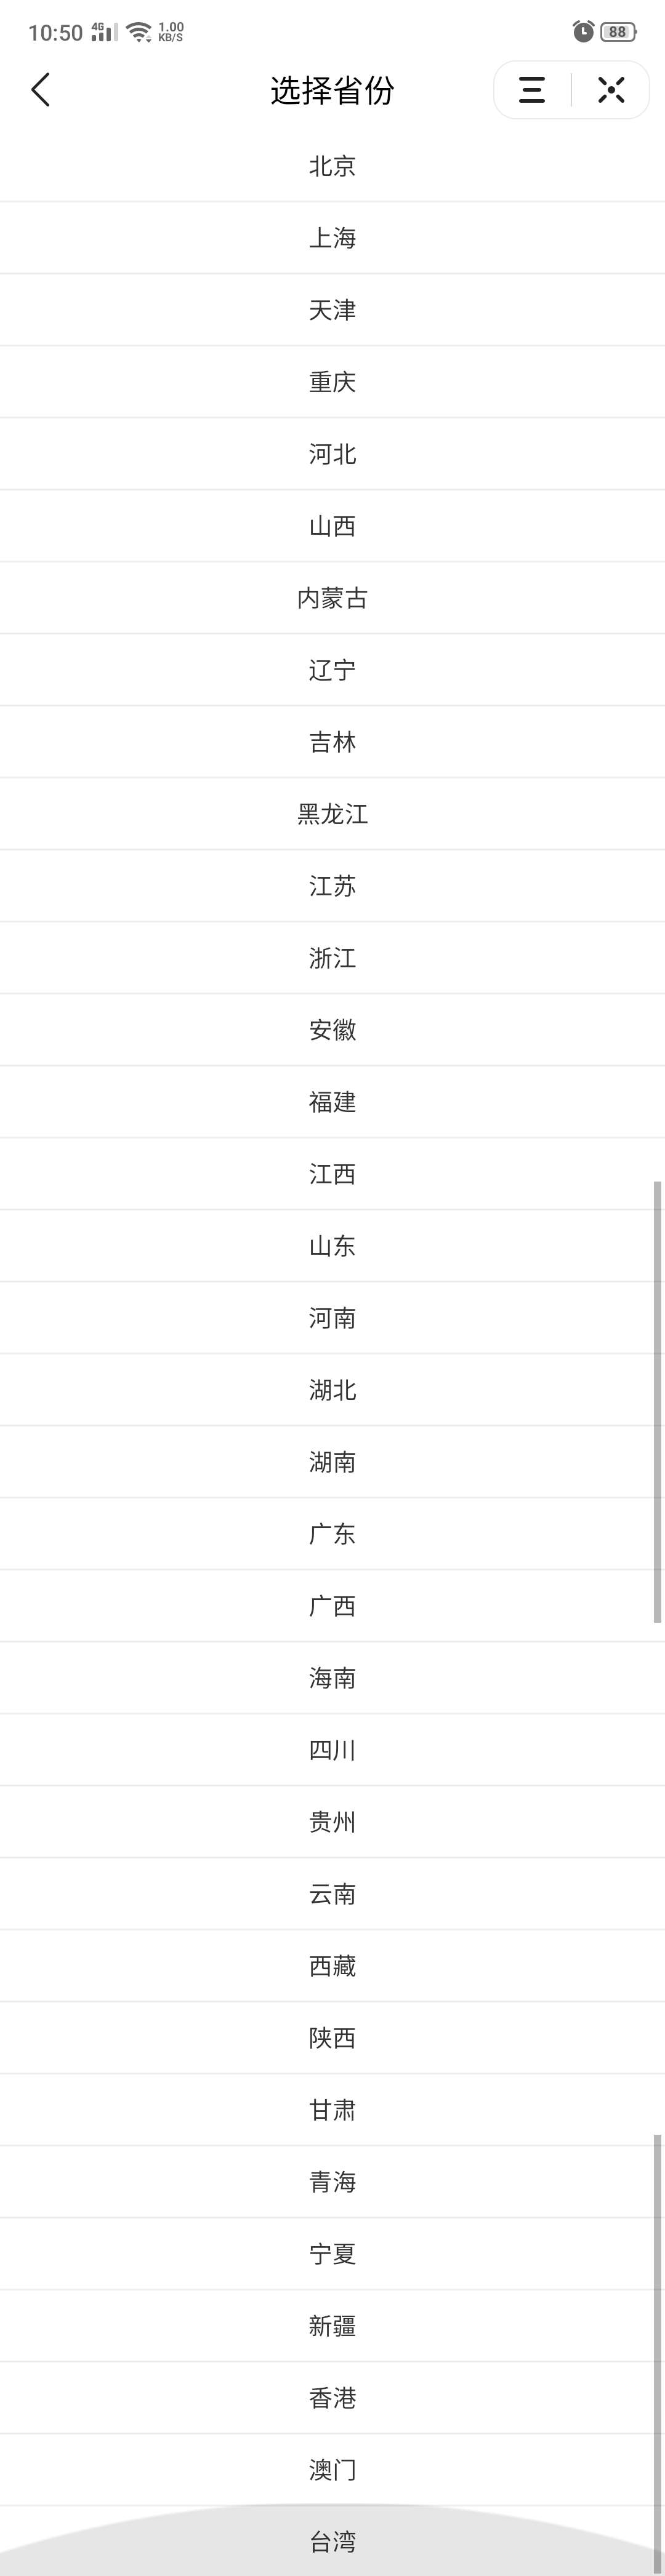 10:50 4G 1.00 KB/S 88
选择省份
北京
上海
天津
重庆
河北
山西
内蒙古
辽宁
吉林
黑龙江
江苏
浙江
安徽
福建
江西
山东
河南
湖北
湖南
广东
广西
海南
四川
贵州
云南
西藏
陕西
甘肃
青海
宁夏
新疆
香港
澳门
台湾